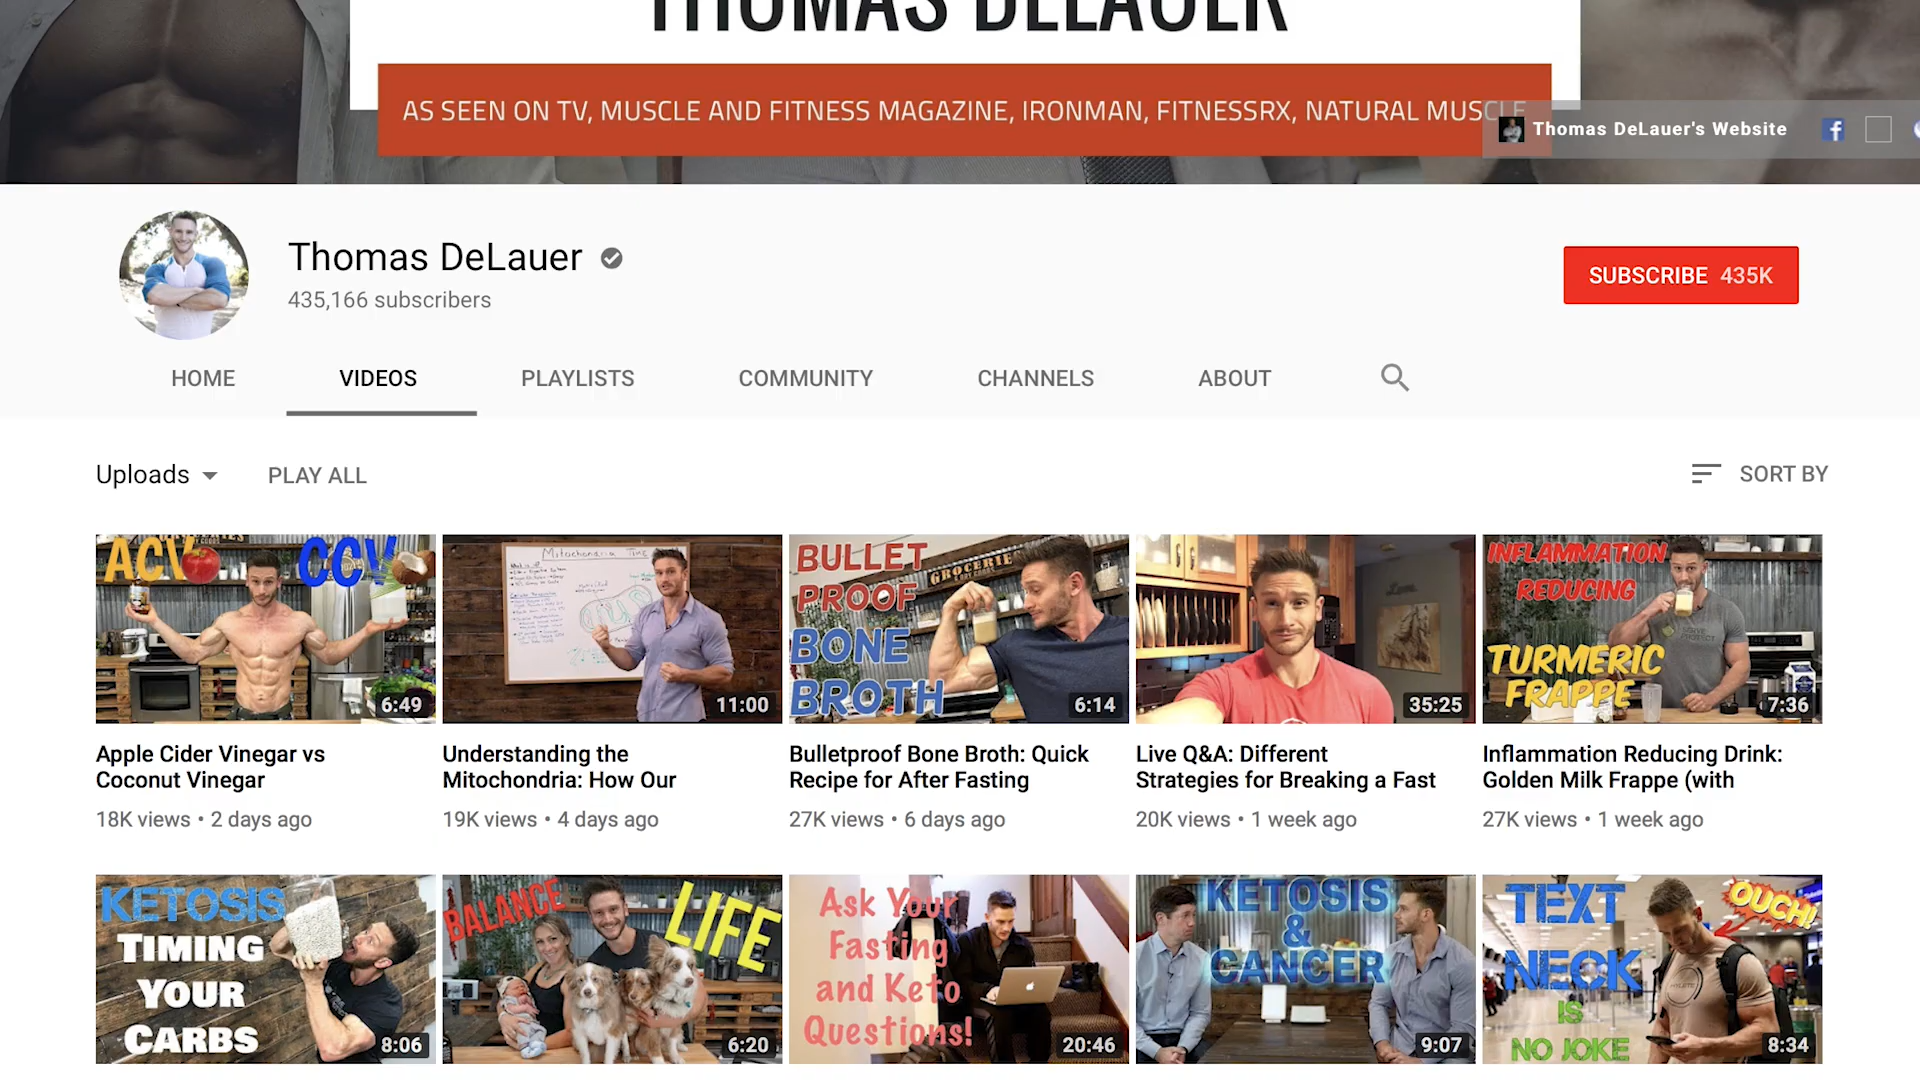 THOMAS DELAUER
AS SEEN ON TV, MUSCLE AND FITNESS MAGAZINE, IRONMAN, FITNESSRX, NATURAL MUSCLE
Thomas DeLauer's Website
Thomas DeLauer
435,166 subscribers
SUBSCRIBE 435K
HOME VIDEOS PLAYLISTS COMMUNITY CHANNELS ABOUT
Uploads PLAY ALL SORT BY
ACV CCV
6:49
Mitochondria
11:00
GROCERIE
BULLET
PROOF
BONE
BROTH
6:14
35:25
INFLAMMATION
REDUCING
TURMERIC
FRAPPE
7:36
Apple Cider Vinegar vs
Coconut Vinegar
18K views • 2 days ago
Understanding the
Mitochondria: How Our
19K views • 4 days ago
Bulletproof Bone Broth: Quick
Recipe for After Fasting
27K views • 6 days ago
Live Q&A: Different
Strategies for Breaking a Fast
20K views • 1 week ago
Inflammation Reducing Drink:
Golden Milk Frappe (with
27K views • 1 week ago
KETOSIS
TIMING
YOUR
CARBS
8:06
BALANCE LIFE
6:20
Ask Your
Fasting
and Keto
Questions!
20:46
KETOSIS
&
CANCER
9:07
TEXT
NECK
IS
NO JOKE
OUCH!
8:34